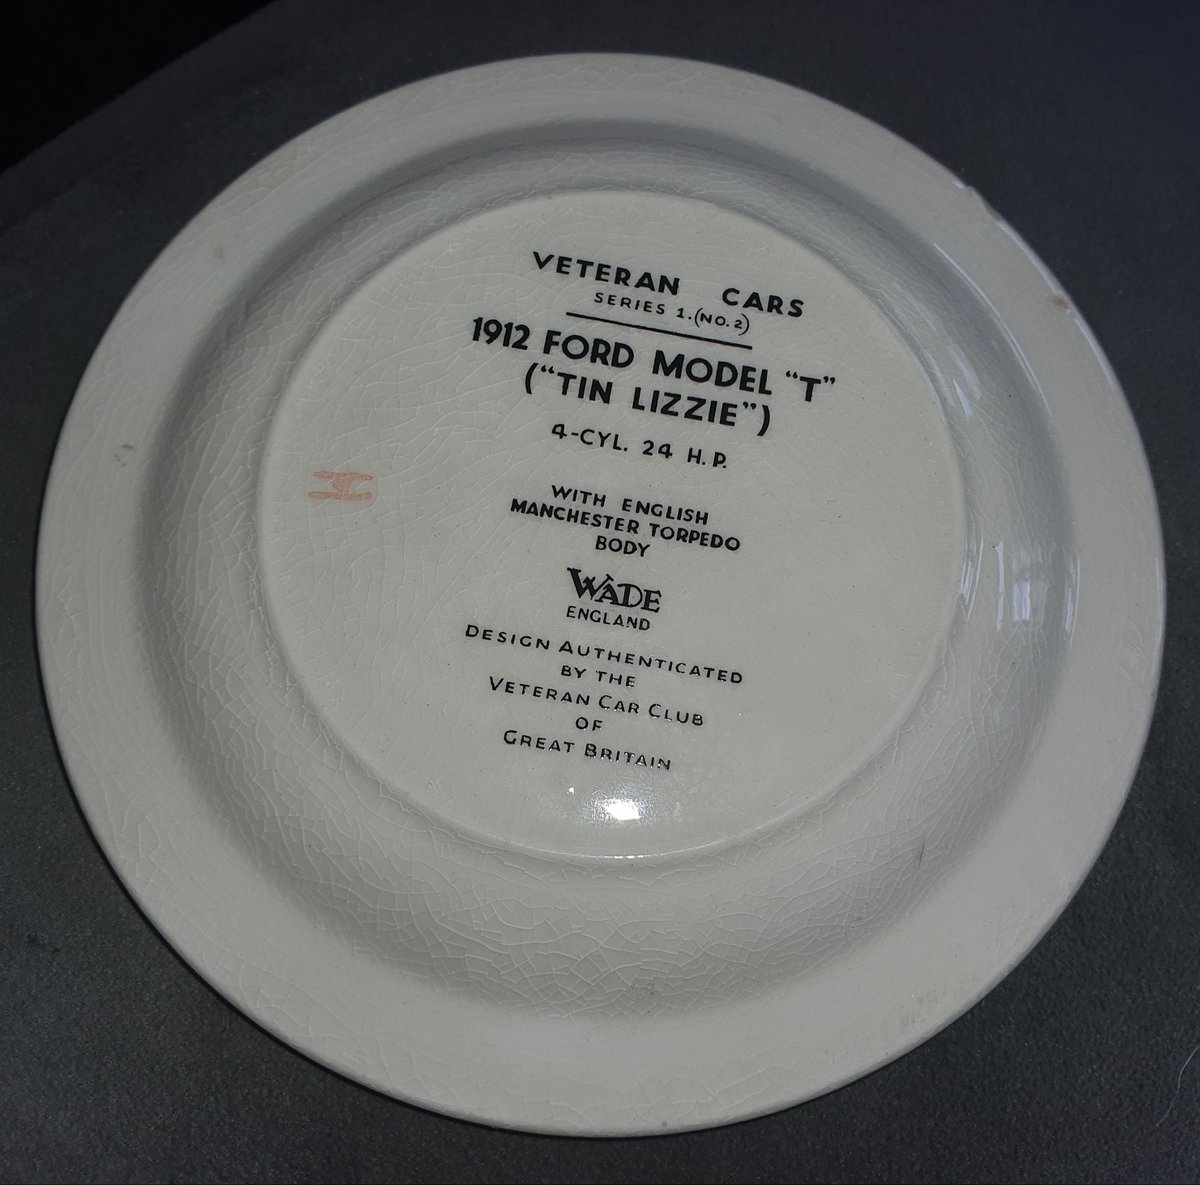 VETERAN CARS
SERIES 1.(NO.2)
1912 FORD MODEL "T"
("TIN LIZZIE")
4-CYL. 24 H.P.
WITH ENGLISH
MANCHESTER TORPEDO
BODY
WADE
ENGLAND
DESIGN AUTHENTICATED
BY THE
VETERAN CAR CLUB
OF
GREAT BRITAIN